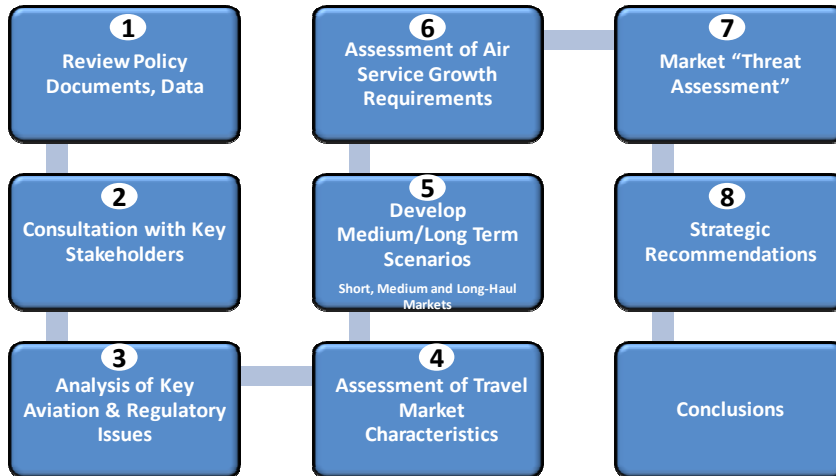 1
Review Policy
Documents, Data
2
Consultation with Key
Stakeholders
3
Analysis of Key
Aviation & Regulatory
Issues
4
Assessment of Travel
Market
Characteristics
5
Develop
Medium/Long Term
Scenarios
Short, Medium and Long-Haul
Markets
6
Assessment of Air
Service Growth
Requirements
7
Market “Threat
Assessment”
8
Strategic
Recommendations
Conclusions